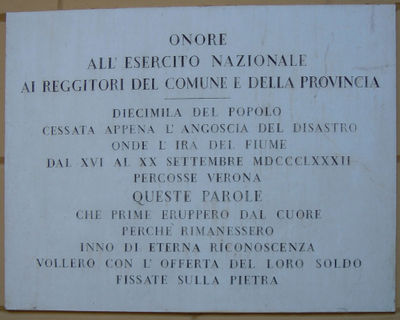 ONORE
ALL' ESERCITO NAZIONALE
AI REGGITORI DEL COMUNE E DELLA PROVINCIA
DIECIMILA DEL POPOLO
CESSATA APPENA L' ANGOSCIA DEL DISASTRO
ONDE L' IRA DEL FIUME
DAL XVI AL XX SETTEMBRE MDCCCLXXXII
PERCOSSE VERONA
QUESTE PAROLE
CHE PRIME ERUPPERO DAL CUORE
PERCHÈ RIMANESSERO
INNO DI ETERNA RICONOSCENZA
VOLLERO CON L' OFFERTA DEL LORO SOLDO
FISSATE SULLA PIETRA